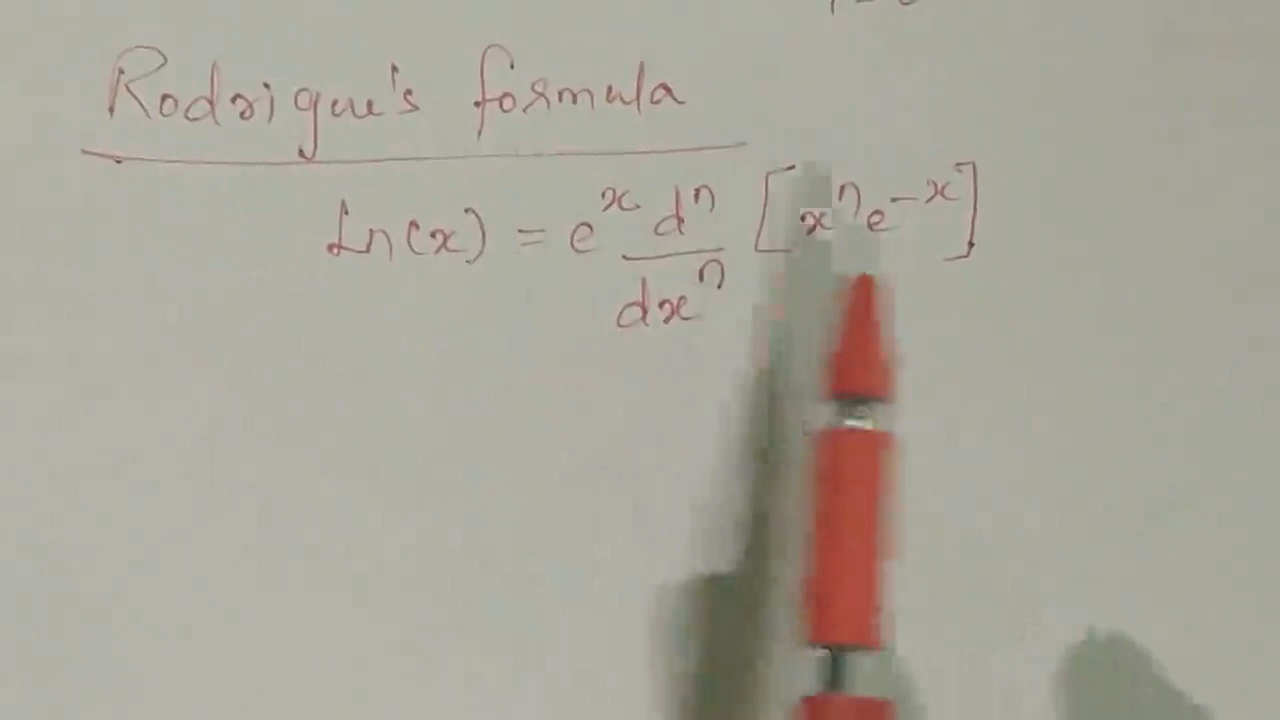 Rodrigue's formula
Ln(x) = e^x d^n/dx^n [x^n e^-x]